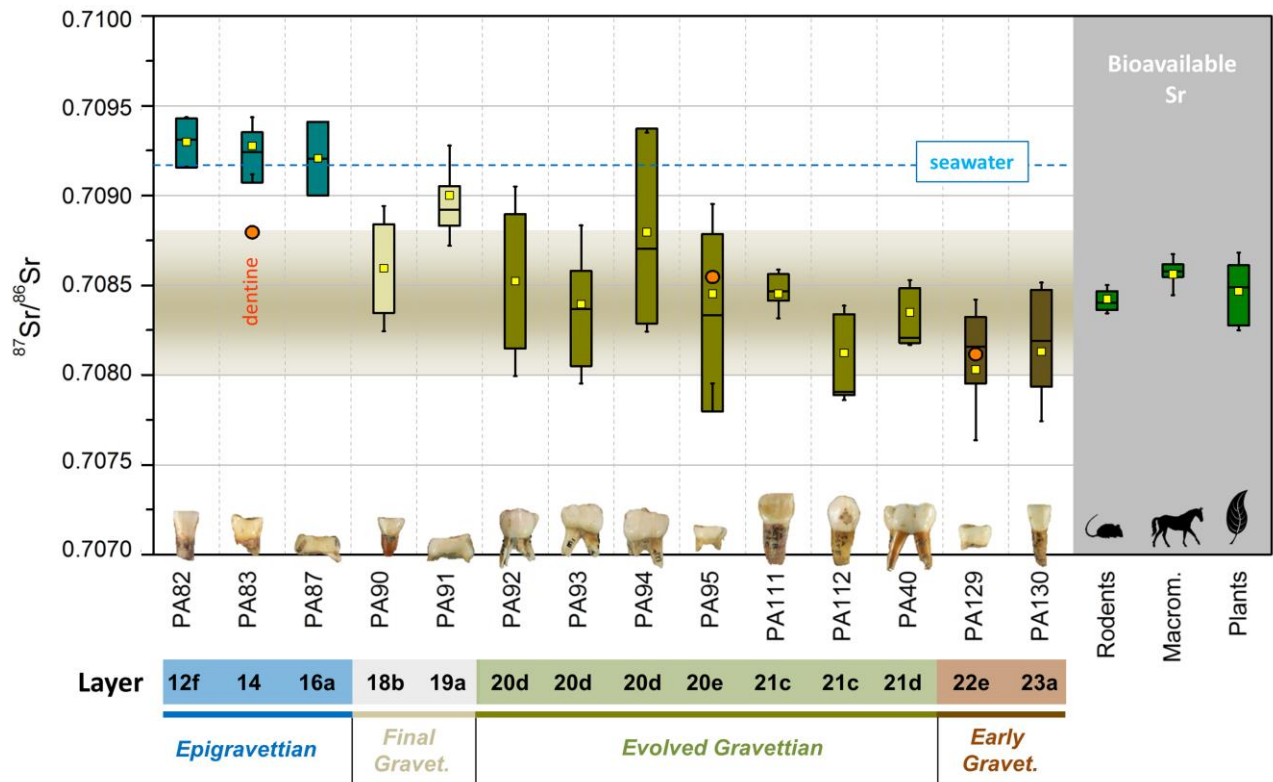 0.7100
0.7095
0.7090
0.7085
0.7080
0.7075
0.7070
87Sr/86Sr
Bioavailable
Sr
seawater
dentine
PA82
PA83
PA87
PA90
PA91
PA92
PA93
PA94
PA95
PA111
PA112
PA40
PA129
PA130
Rodents
Macrom.
Plants
Layer 12f 14 16a 18b 19a 20d 20d 20d 20e 21c 21c 21d 22e 23a
Epigravettian
Final
Gravet.
Evolved Gravettian
Early
Gravet.